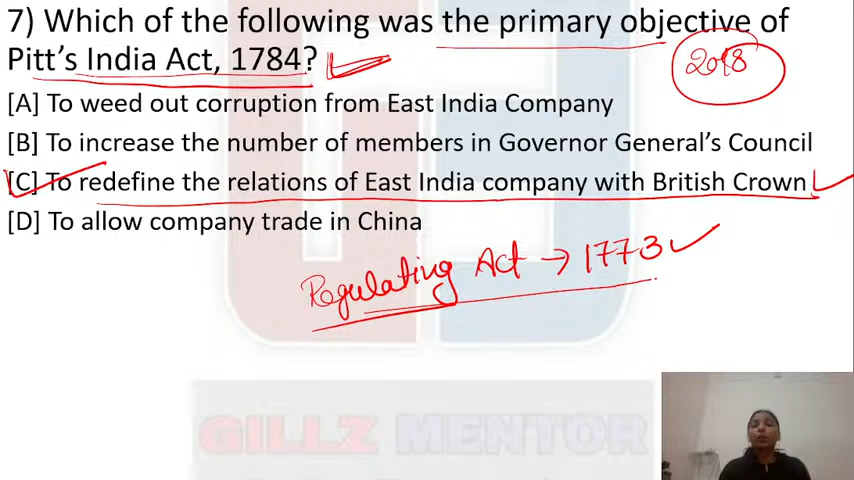 7) Which of the following was the primary objective of
Pitt's India Act, 1784?
2018
[A] To weed out corruption from East India Company
[B] To increase the number of members in Governor General's Council
[C] To redefine the relations of East India company with British Crown
[D] To allow company trade in China
Regulating Act → 1773
GILLZ MENTOR